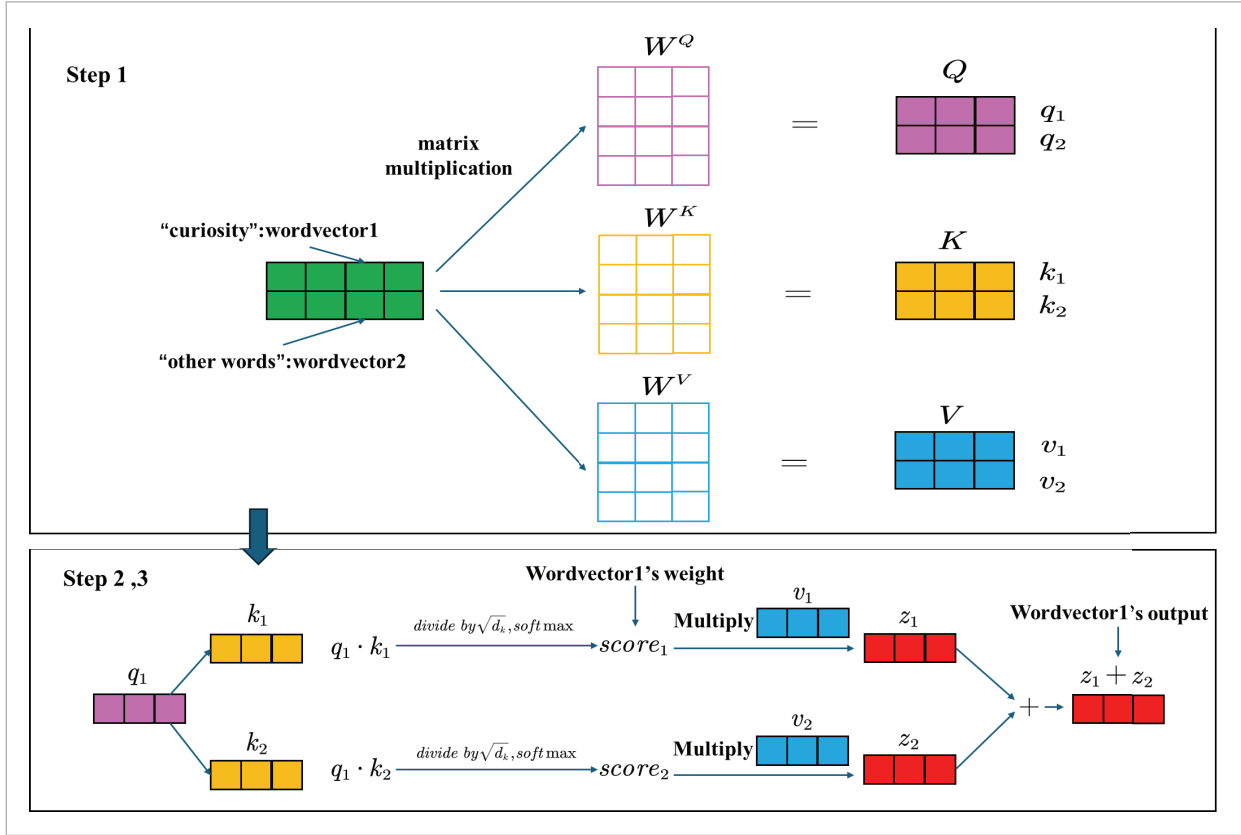 Step 1
W^Q
Q
q₁
q₂
matrix
multiplication
“curiosity”:wordvector1
“other words”:wordvector2
=
W^K
K
k₁
k₂
=
W^V
V
v₁
v₂
=
Step 2 ,3
Wordvector1’s weight
Wordvector1’s output
q₁
k₁
q₁ · k₁
divide by√dₖ, soft max
score₁
Multiply
v₁
z₁
k₂
q₁ · k₂
divide by√dₖ, soft max
score₂
Multiply
v₂
z₂
+
z₁ + z₂